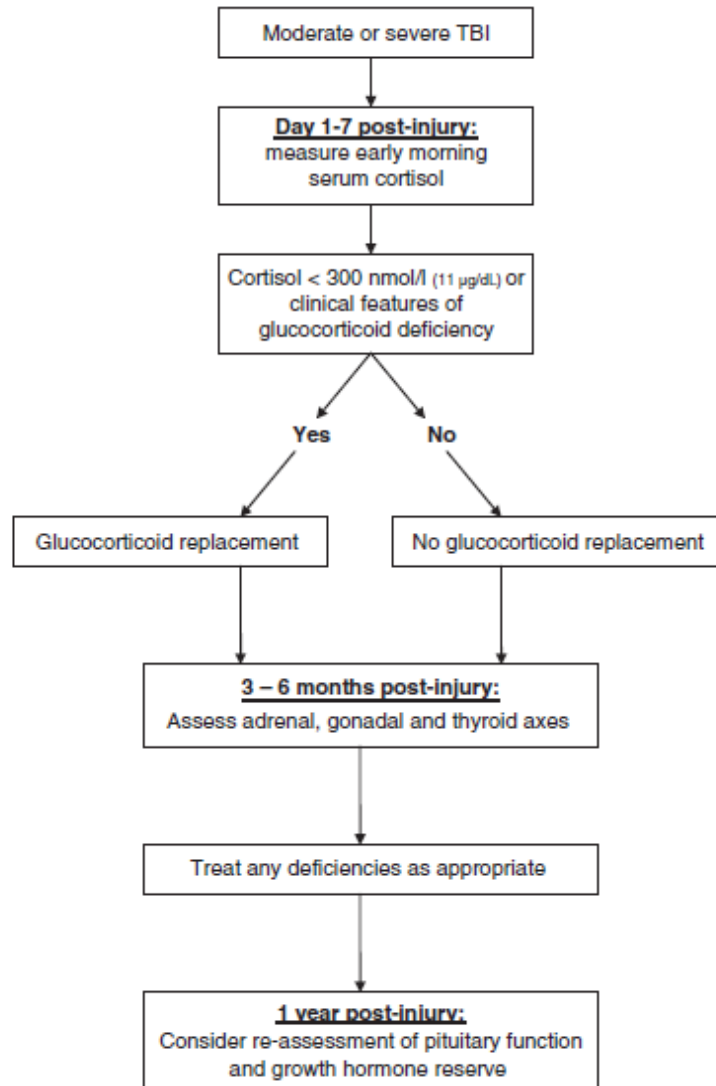 Moderate or severe TBI
Day 1-7 post-injury:
measure early morning
serum cortisol
Cortisol < 300 nmol/l (11 µg/dL) or
clinical features of
glucocorticoid deficiency
Yes
No
Glucocorticoid replacement
No glucocorticoid replacement
3 – 6 months post-injury:
Assess adrenal, gonadal and thyroid axes
Treat any deficiencies as appropriate
1 year post-injury:
Consider re-assessment of pituitary function
and growth hormone reserve